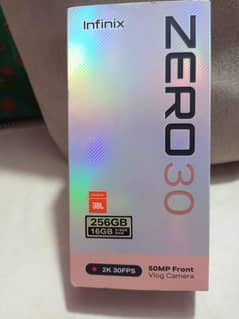 Infinix
ZERO 30
JBL
256GB
16GB
2K 30FPS
50MP Front
Vlog Camera